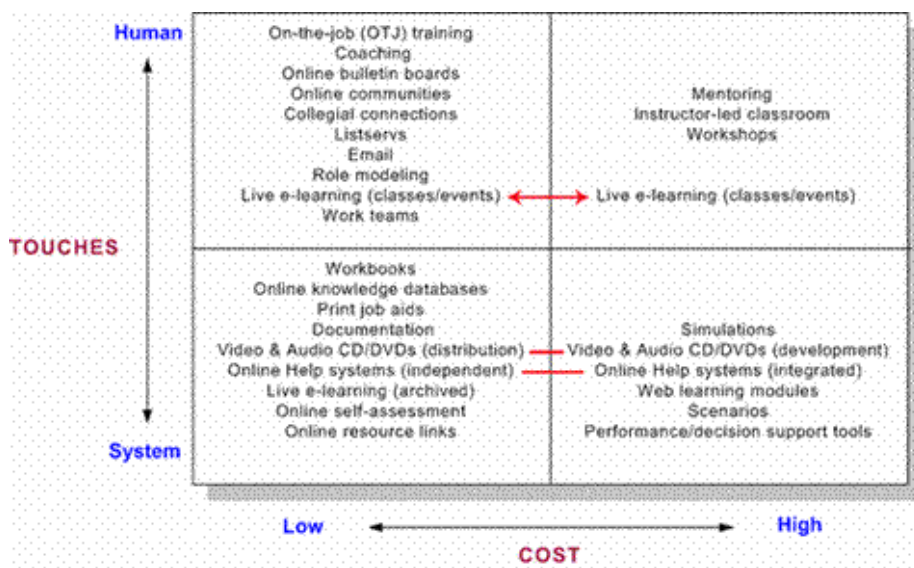 Human
On-the-job (OTJ) training
Coaching
Online bulletin boards
Online communities
Collegial connections
Listservs
Email
Role modeling
Live e-learning (classes/events)
Work teams
Mentoring
Instructor-led classroom
Workshops
Live e-learning (classes/events)
TOUCHES
Workbooks
Online knowledge databases
Print job aids
Documentation
Video & Audio CD/DVDs (distribution)
Online Help systems (independent)
Live e-learning (archived)
Online self-assessment
Online resource links
Simulations
Video & Audio CD/DVDs (development)
Online Help systems (integrated)
Web learning modules
Scenarios
Performance/decision support tools
System
Low
High
COST